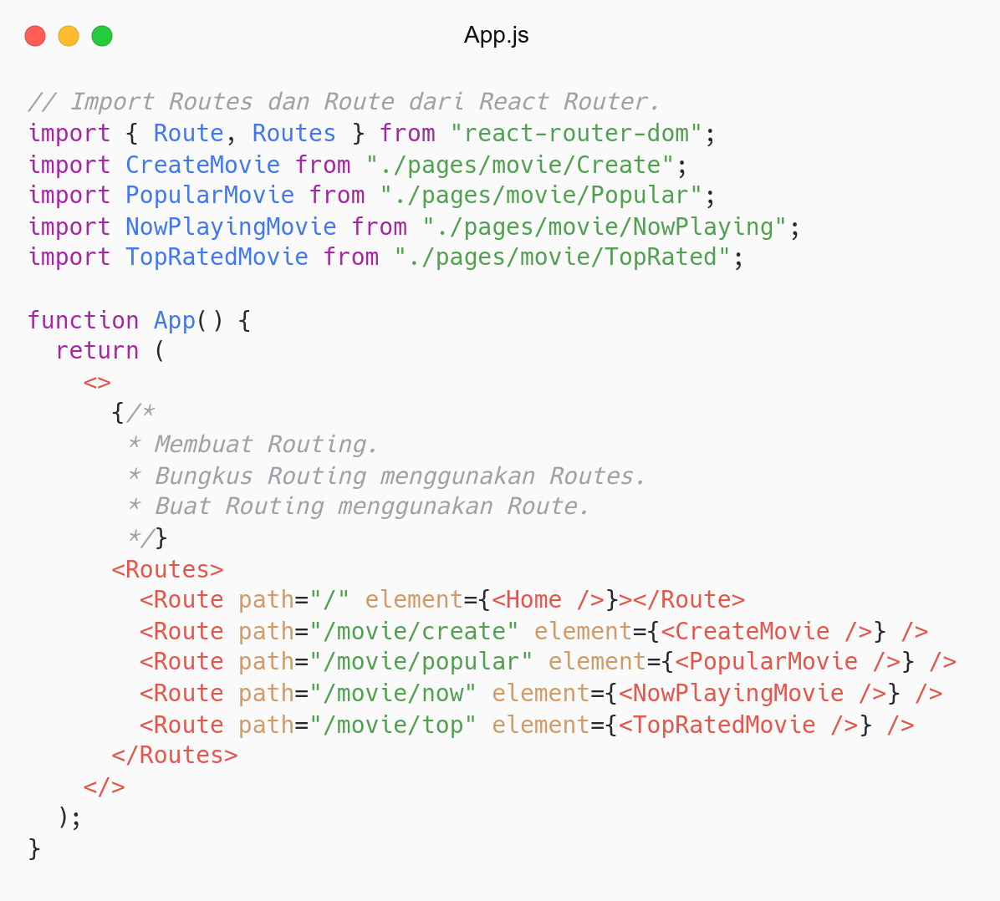 App.js
// Import Routes dan Route dari React Router.
import { Route, Routes } from "react-router-dom";
import CreateMovie from "./pages/movie/Create";
import PopularMovie from "./pages/movie/Popular";
import NowPlayingMovie from "./pages/movie/NowPlaying";
import TopRatedMovie from "./pages/movie/TopRated";

function App() {
  return (
    <>
      {/*
       * Membuat Routing.
       * Bungkus Routing menggunakan Routes.
       * Buat Routing menggunakan Route.
       */}
      <Routes>
        <Route path="/" element={<Home />}></Route>
        <Route path="/movie/create" element={<CreateMovie />} />
        <Route path="/movie/popular" element={<PopularMovie />} />
        <Route path="/movie/now" element={<NowPlayingMovie />} />
        <Route path="/movie/top" element={<TopRatedMovie />} />
      </Routes>
    </>
  );
}